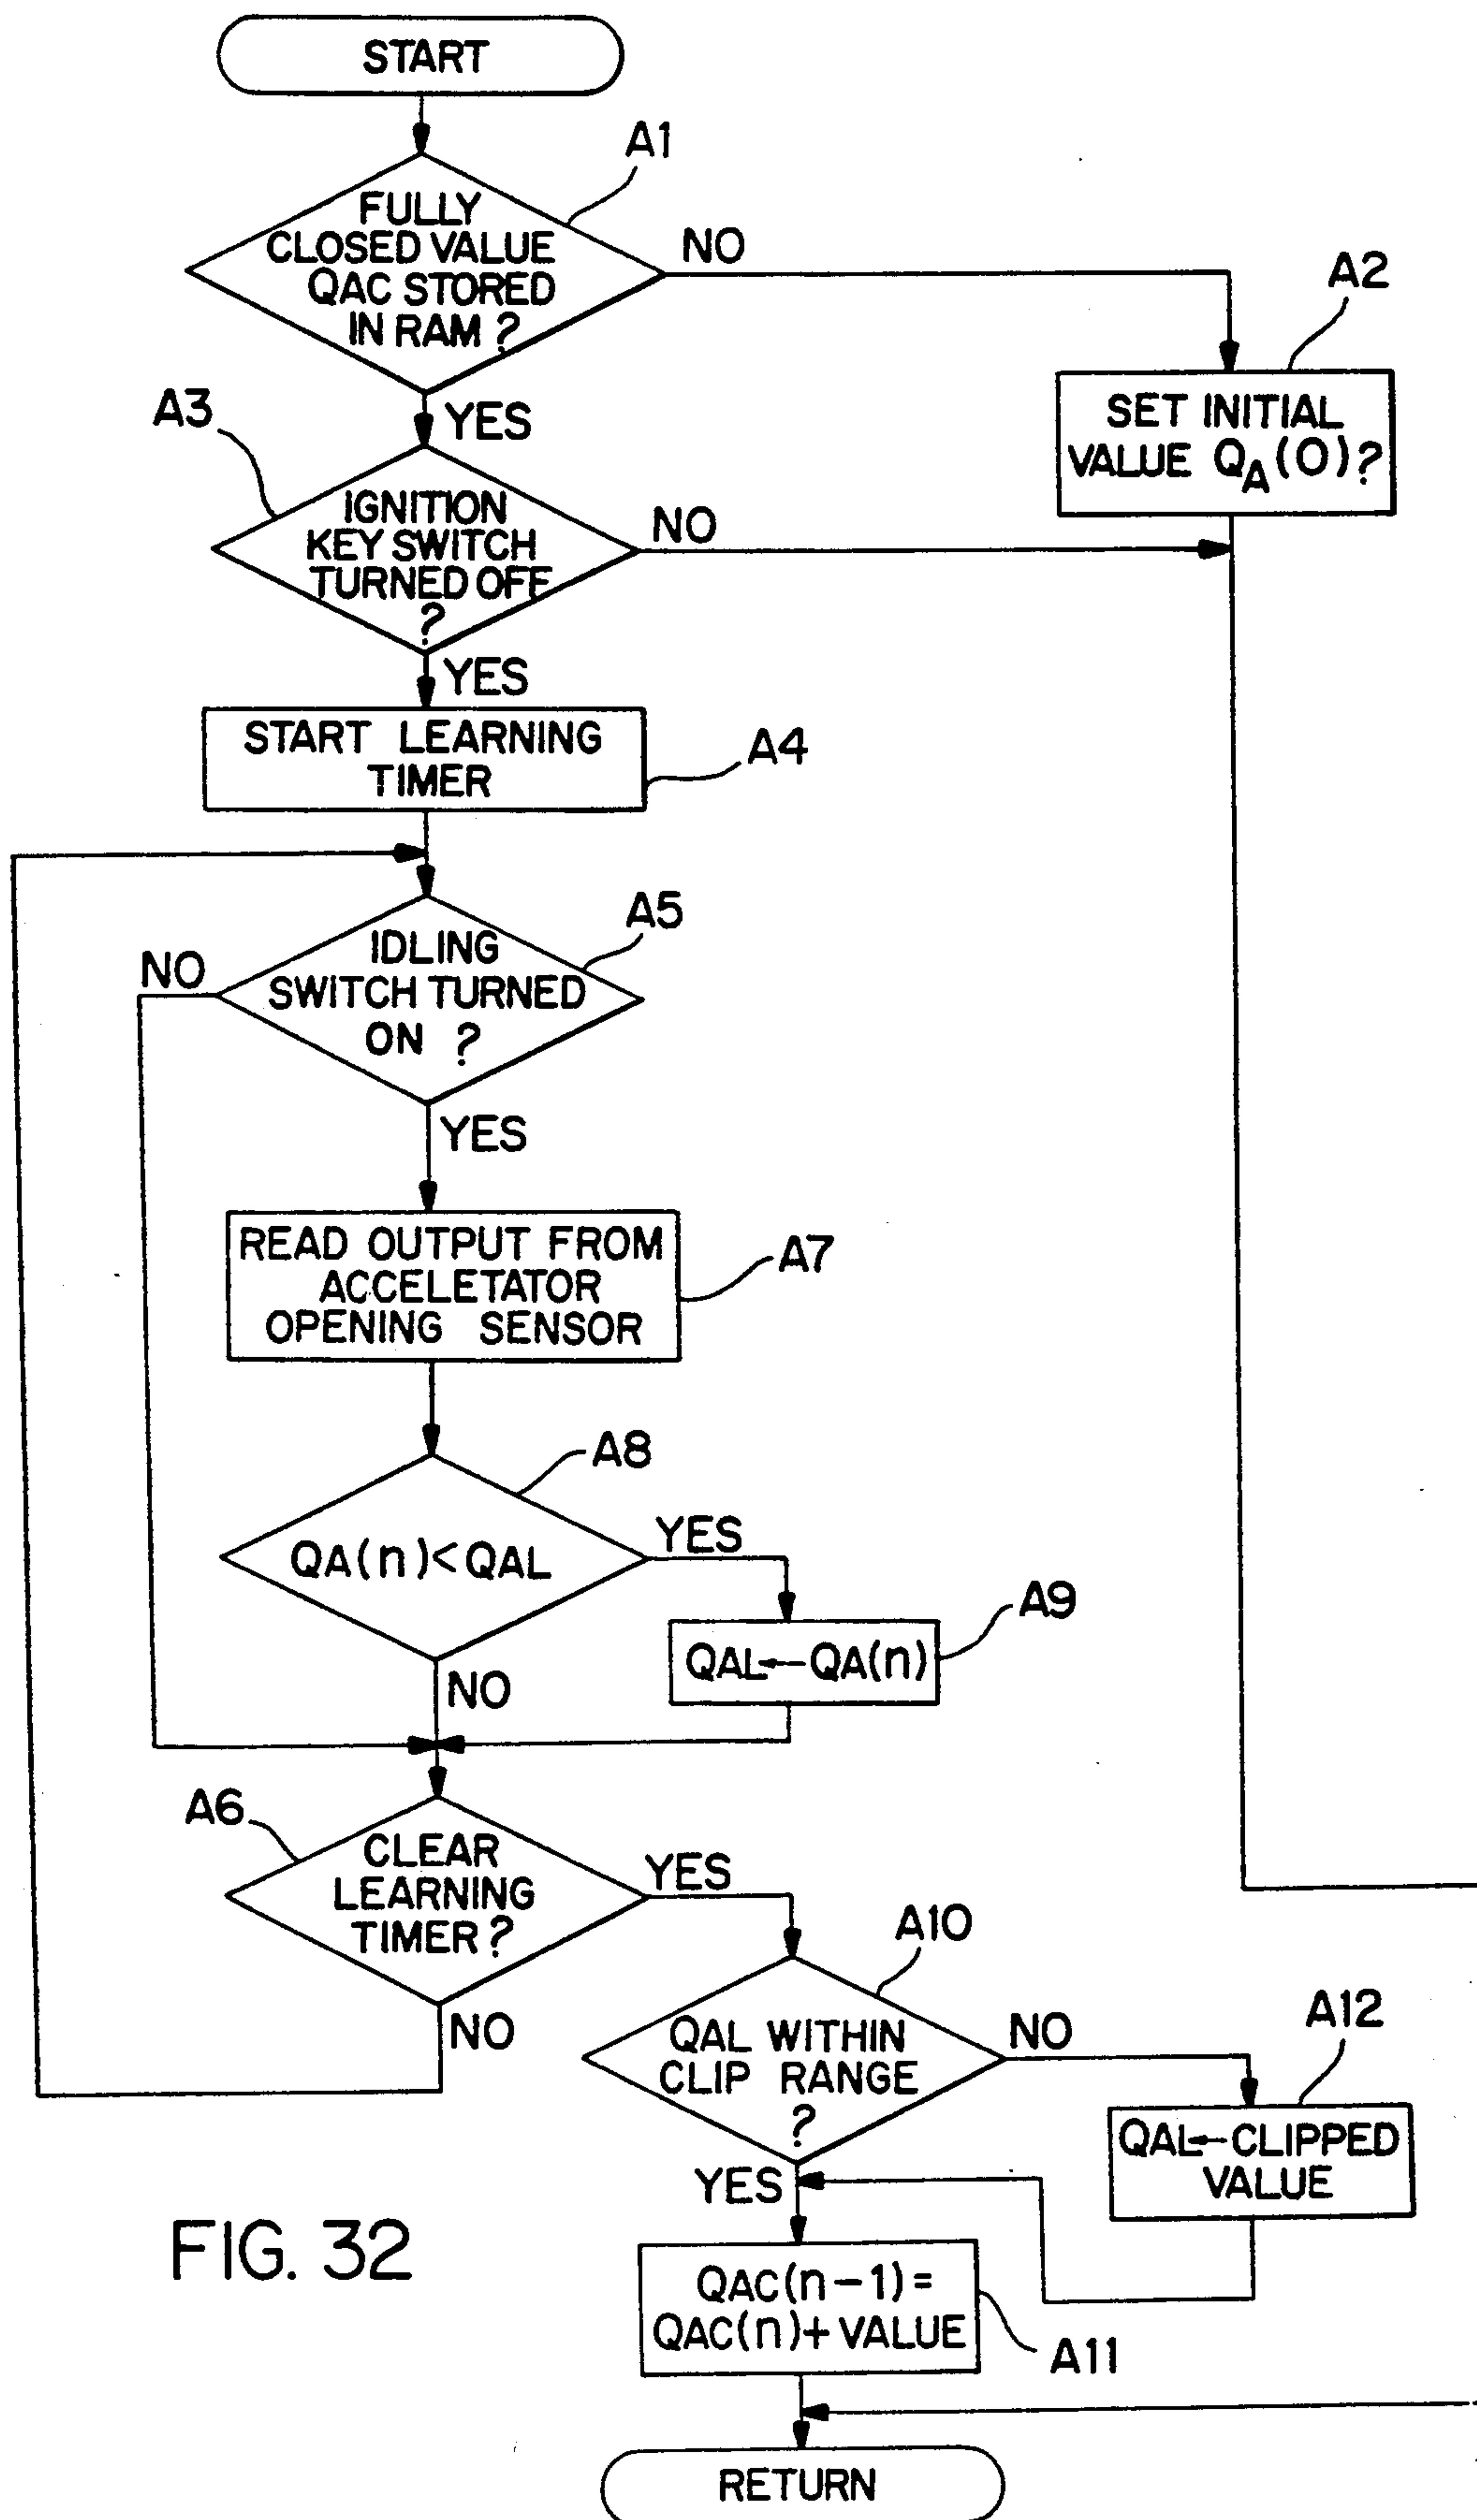 START
A1
FULLY
CLOSED VALUE
QAC STORED
IN RAM ?
NO
A2
SET INITIAL
VALUE QA(0)?
YES
A3
IGNITION
KEY SWITCH
TURNED OFF
?
NO
YES
START LEARNING
TIMER
A4
A5
IDLING
SWITCH TURNED
ON ?
NO
YES
READ OUTPUT FROM
ACCELETATOR
OPENING SENSOR
A7
A8
QA(n)<QAL
YES
A9
QAL←QA(n)
NO
A6
CLEAR
LEARNING
TIMER?
YES
NO
A10
QAL WITHIN
CLIP RANGE
?
NO
A12
QAL←CLIPPED
VALUE
YES
QAC(n-1)=
QAC(n)+VALUE
A11
RETURN
FIG. 32